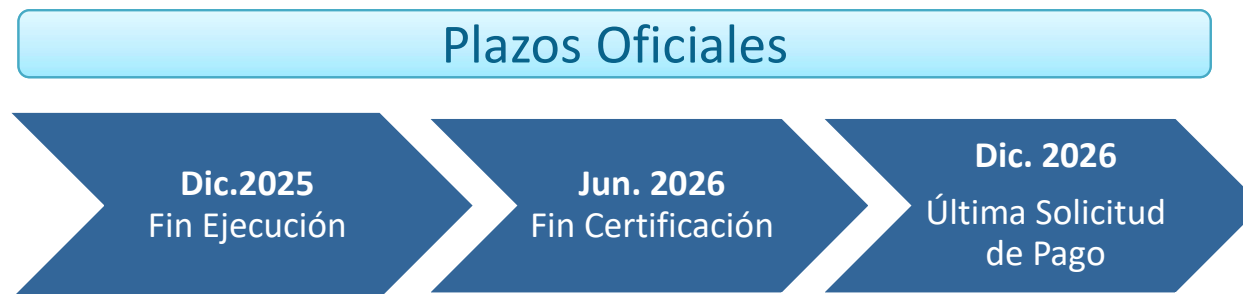 Plazos Oficiales
Dic.2025
Fin Ejecución
Jun. 2026
Fin Certificación
Dic. 2026
Última Solicitud
de Pago